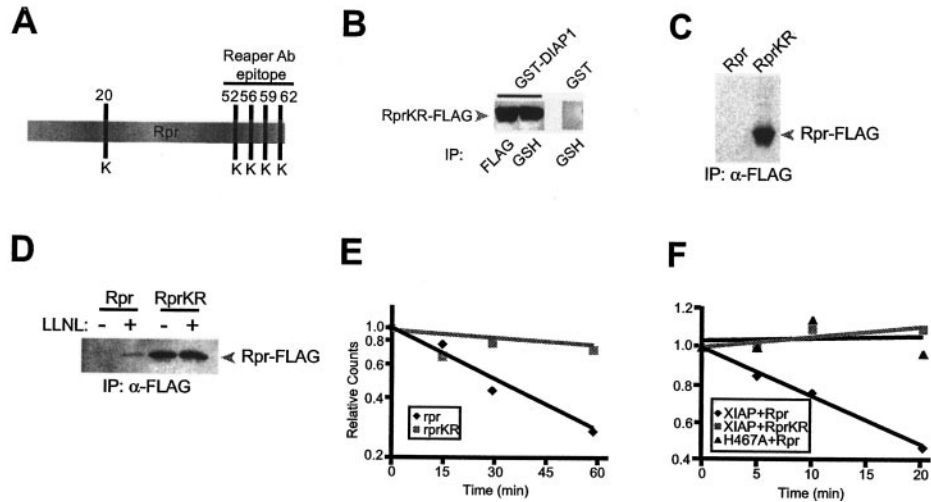 A
Reaper Ab
epitope
20
52 56 59 62
Rpr
K
K K K K
B
GST-DIAP1
GST
RprKR-FLAG
IP:
FLAG
GSH
GSH
C
Rpr
RprKR
Rpr-FLAG
IP: α-FLAG
D
Rpr RprKR
LLNL: - + - +
Rpr-FLAG
IP: α-FLAG
E
Relative Counts
1.0
0.8
0.6
0.4
0.2
rpr
rprKR
0 15 30 45 60
Time (min)
F
1.2
1.0
0.8
0.6
0.4
XIAP+Rpr
XIAP+RprKR
H467A+Rpr
0 5 10 15 20
Time (min)